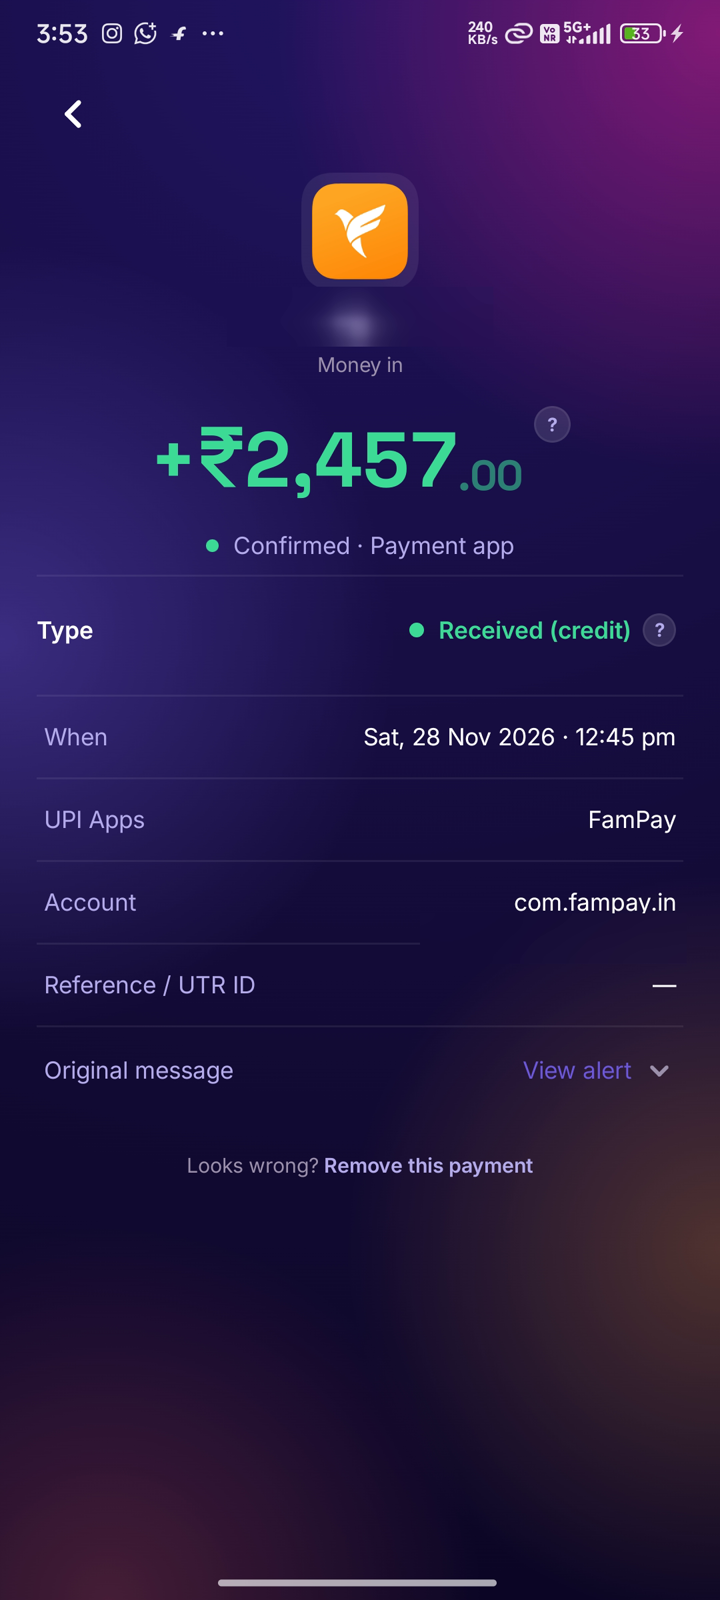 3:53
240 KB/s Vo NR 5G+ 33
Money in
+₹2,457.00 ?
Confirmed · Payment app
Type Received (credit) ?
When Sat, 28 Nov 2026 · 12:45 pm
UPI Apps FamPay
Account com.fampay.in
Reference / UTR ID —
Original message View alert
Looks wrong? Remove this payment